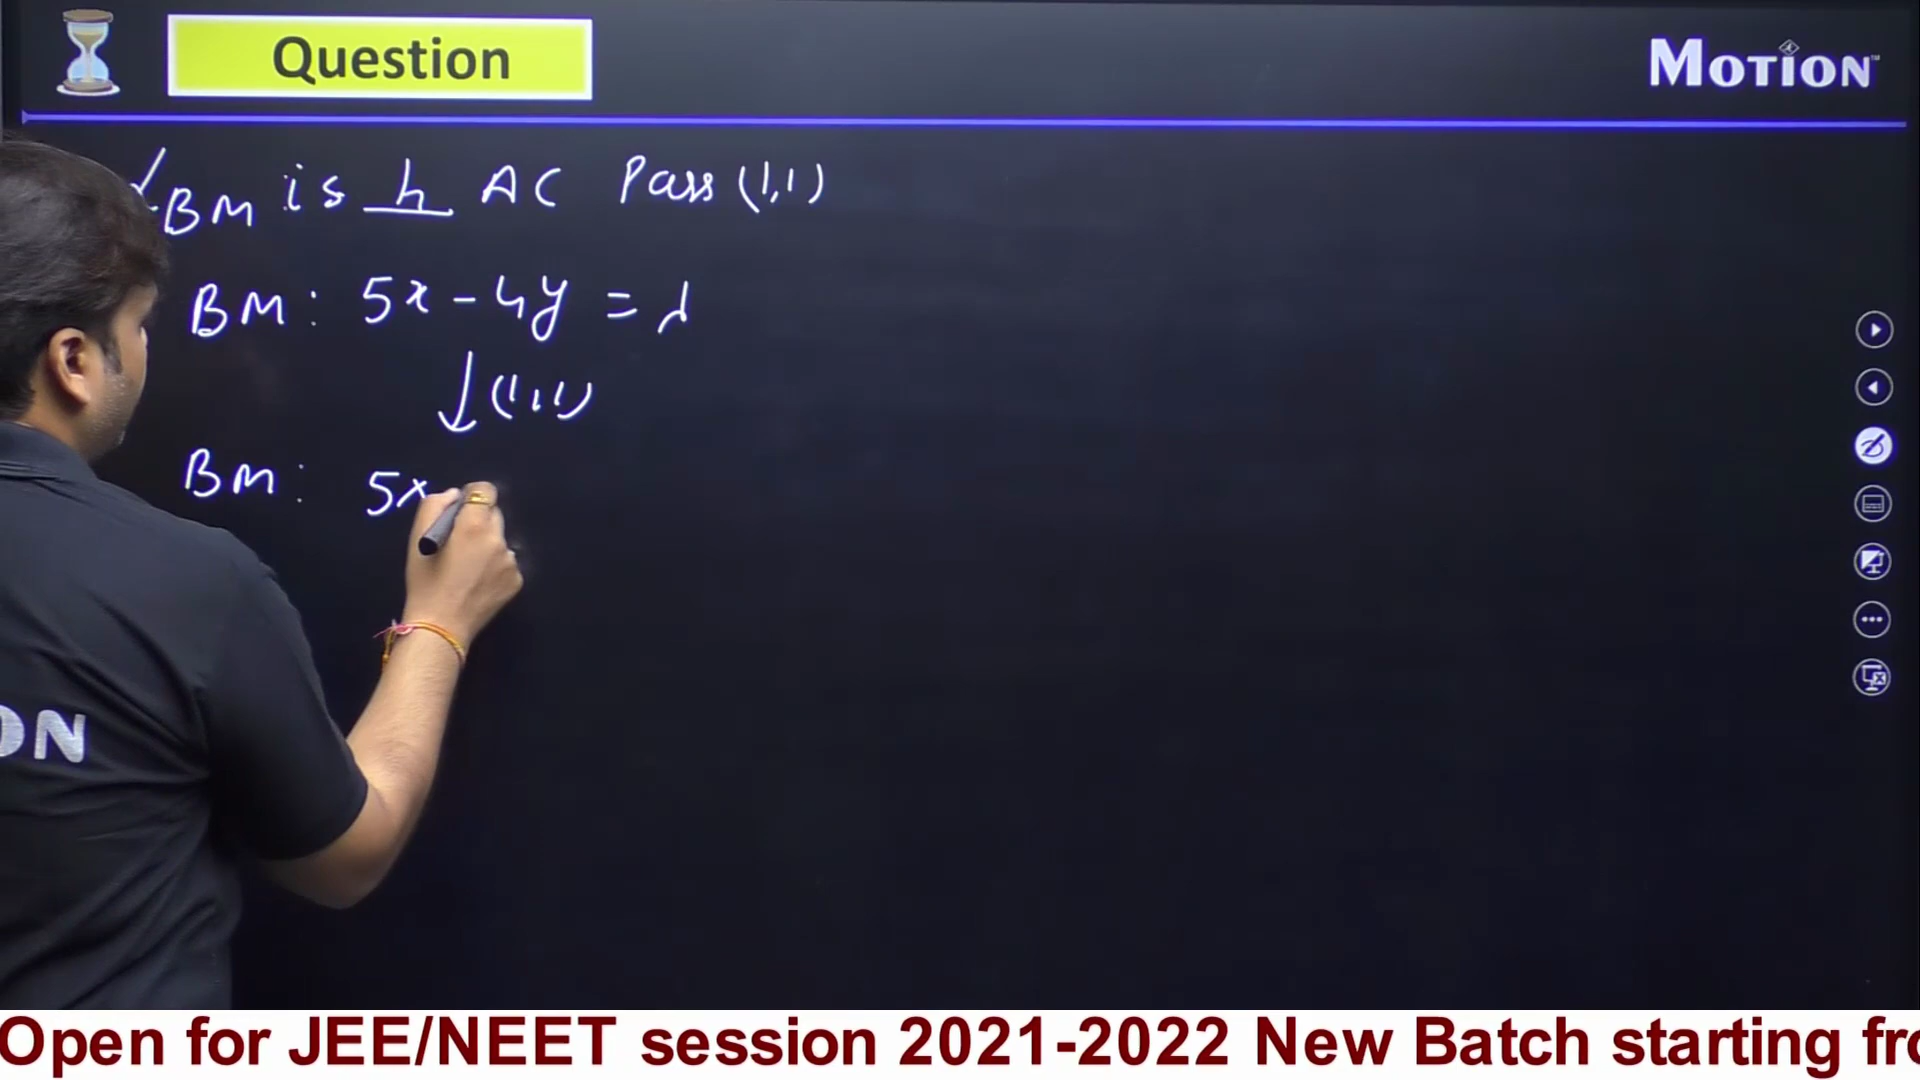 Question
MOTION
L BM is h AC Pass (1,1)
BM: 5x - 4y = λ
↓ (1,1)
BM: 5x
ON
Open for JEE/NEET session 2021-2022 New Batch starting fro